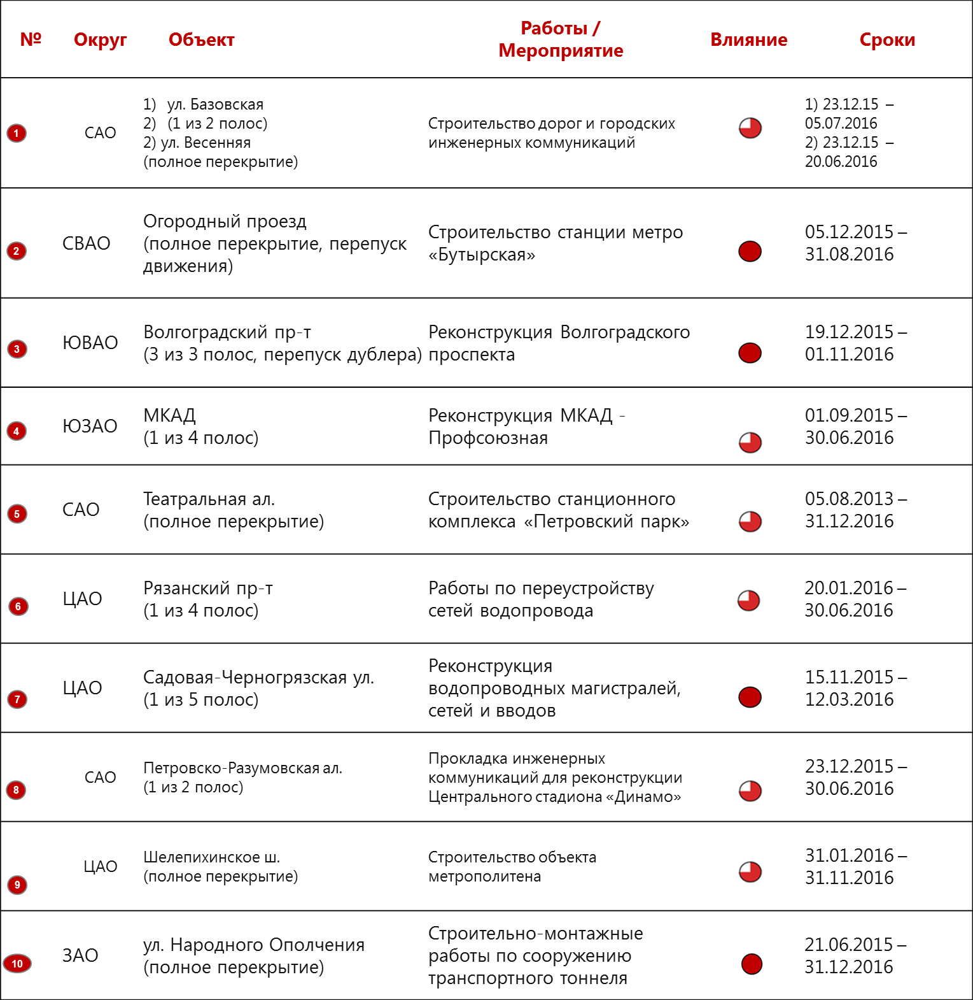 № Округ Объект Работы / Мероприятие Влияние Сроки
1 САО
1) ул. Базовская
2) (1 из 2 полос)
2) ул. Весенняя
(полное перекрытие)
Строительство дорог и городских
инженерных коммуникаций
1) 23.12.15 –
05.07.2016
2) 23.12.15 –
20.06.2016
2 СВАО
Огородный проезд
(полное перекрытие, перепуск
движения)
Строительство станции метро
«Бутырская»
05.12.2015 –
31.08.2016
3 ЮВАО
Волгоградский пр-т
(3 из 3 полос, перепуск дублера)
Реконструкция Волгоградского
проспекта
19.12.2015 –
01.11.2016
4 ЮЗАО
МКАД
(1 из 4 полос)
Реконструкция МКАД -
Профсоюзная
01.09.2015 –
30.06.2016
5 САО
Театральная ал.
(полное перекрытие)
Строительство станционного
комплекса «Петровский парк»
05.08.2013 –
31.12.2016
6 ЦАО
Рязанский пр-т
(1 из 4 полос)
Работы по переустройству
сетей водопровода
20.01.2016 –
30.06.2016
7 ЦАО
Садовая-Черногрязская ул.
(1 из 5 полос)
Реконструкция
водопроводных магистралей,
сетей и вводов
15.11.2015 –
12.03.2016
8 САО
Петровско-Разумовская ал.
(1 из 2 полос)
Прокладка инженерных
коммуникаций для реконструкции
Центрального стадиона «Динамо»
23.12.2015 –
30.06.2016
9 ЦАО
Шелепихинское ш.
(полное перекрытие)
Строительство объекта
метрополитена
31.01.2016 –
31.11.2016
10 ЗАО
ул. Народного Ополчения
(полное перекрытие)
Строительно-монтажные
работы по сооружению
транспортного тоннеля
21.06.2015 –
31.12.2016